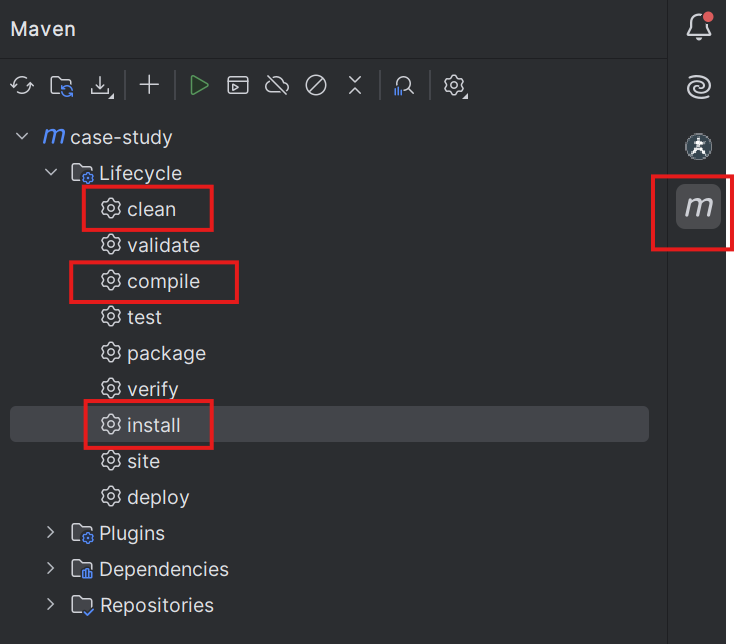 Maven
m case-study
Lifecycle
clean
validate
compile
test
package
verify
install
m
site
deploy
Plugins
Dependencies
Repositories